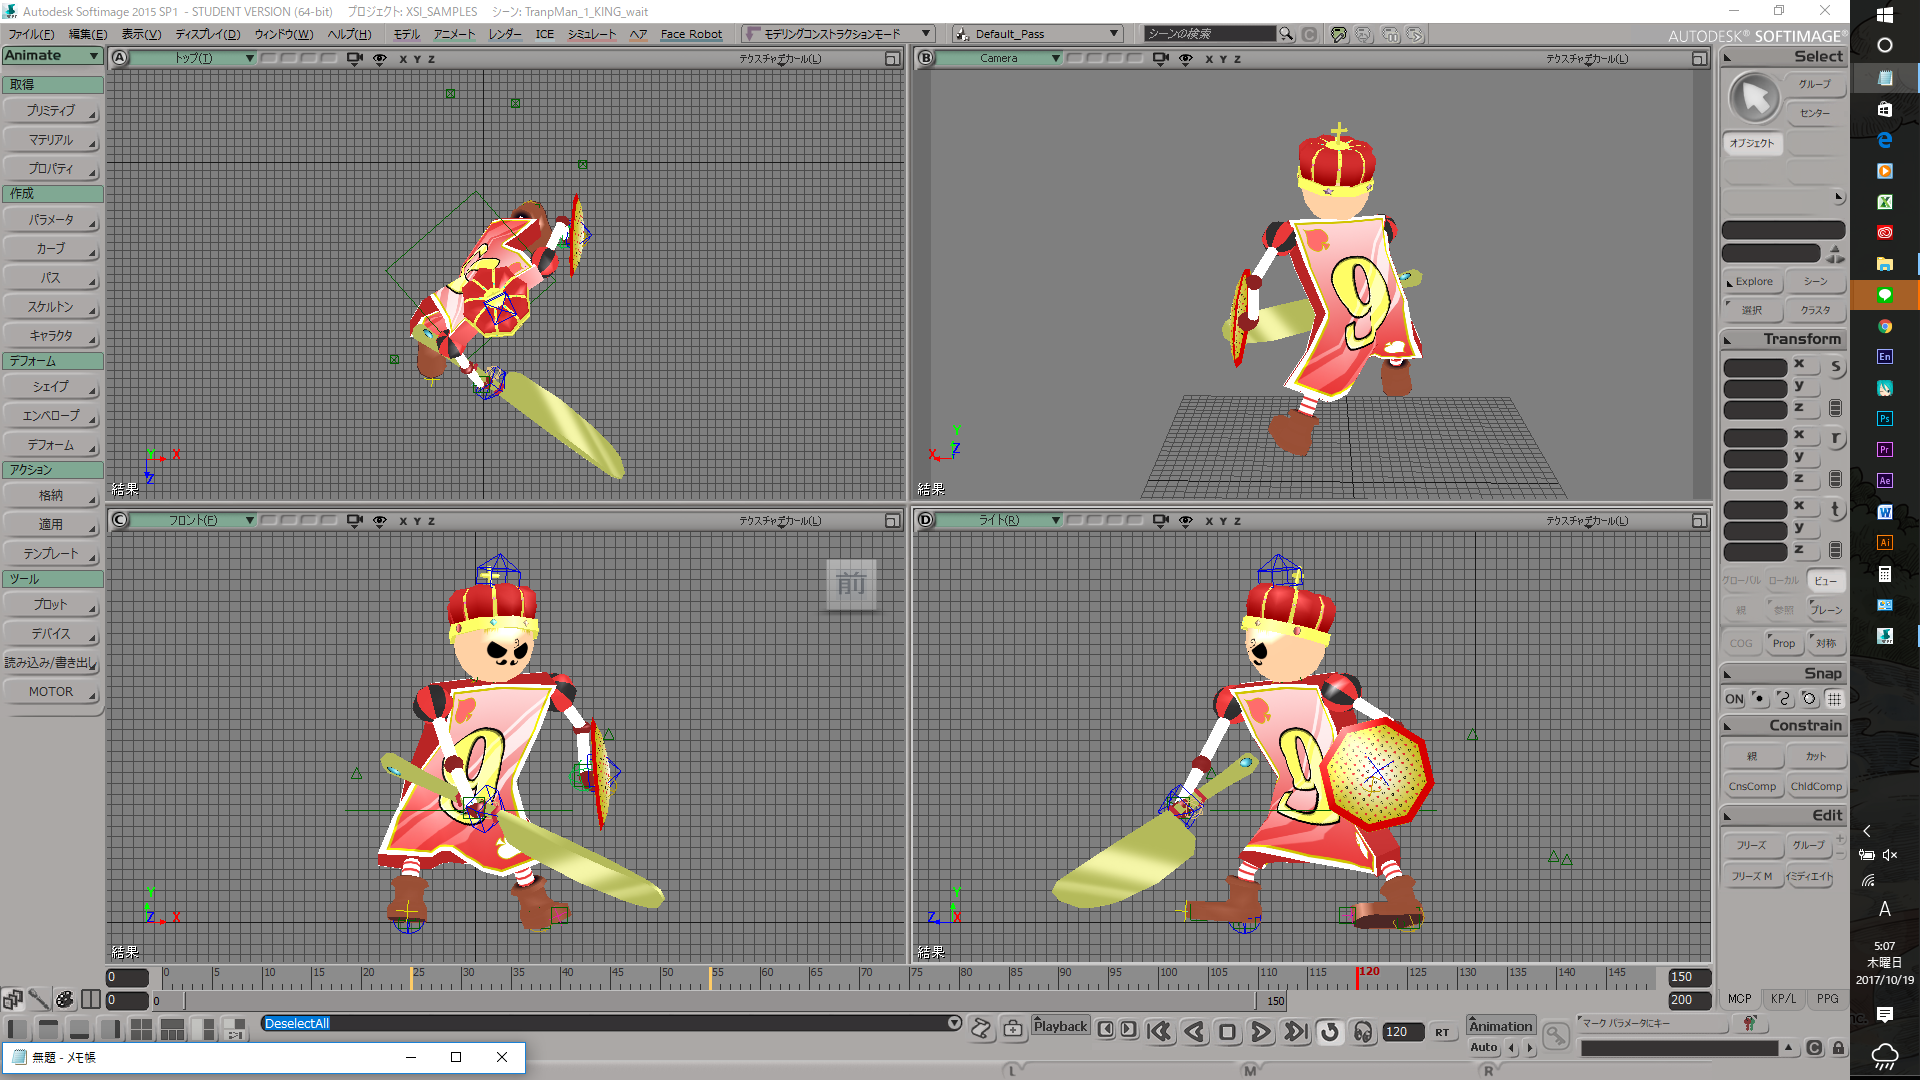 Autodesk Softimage 2015 SP1 - STUDENT VERSION (64-bit) プロジェクト: XSI_SAMPLES シーン: TranpMan_1_KING_wait
ファイル(F) 編集(E) 表示(V) ディスプレイ(D) ウィンドウ(W) ヘルプ(H) モデル アニメート レンダー ICE シミュレート ヘア Face Robot モデリングコンストラクションモード Default_Pass シーンの検索 AUTODESK® SOFTIMAGE®
Animate
取得
プリミティブ
マテリアル
プロパティ
作成
パラメータ
カーブ
パス
スケルトン
キャラクタ
デフォーム
シェイプ
エンベロープ
デフォーム
アクション
格納
適用
テンプレート
ツール
プロット
デバイス
読み込み/書き出し
MOTOR
A トップ(T) X Y Z テクスチャデカール(L)
Y X
Z
結果
B Camera X Y Z テクスチャデカール(L)
9
Y
X Z
結果
C フロント(F) X Y Z テクスチャデカール(L)
前
9
Y
Z X
結果
D ライト(R) X Y Z テクスチャデカール(L)
9
Y
Z X
結果
Select
グループ
センター
オブジェクト
Explore シーン
選択 クラスタ
Transform
x s
y
z
x r
y
z
x t
y
z
グローバル ローカル ビュー
親 参照 プレーン
COG Prop 対称
Snap
ON
Constrain
親 カット
CnsComp ChldComp
Edit
フリーズ グループ + -
フリーズ M イミディエイト
0 0 5 10 15 20 25 30 35 40 45 50 55 60 65 70 75 80 85 90 95 100 105 110 115 120 125 130 135 140 145 150
0 0 150 200
MCP KP/L PPG
DeselectAll Playback 120 RT Animation マーク パラメータにキー
Auto
L M R
無題 - メモ帳
En
Ps
Pr
Ae
W
Ai
A
5:07
木曜日
2017/10/19